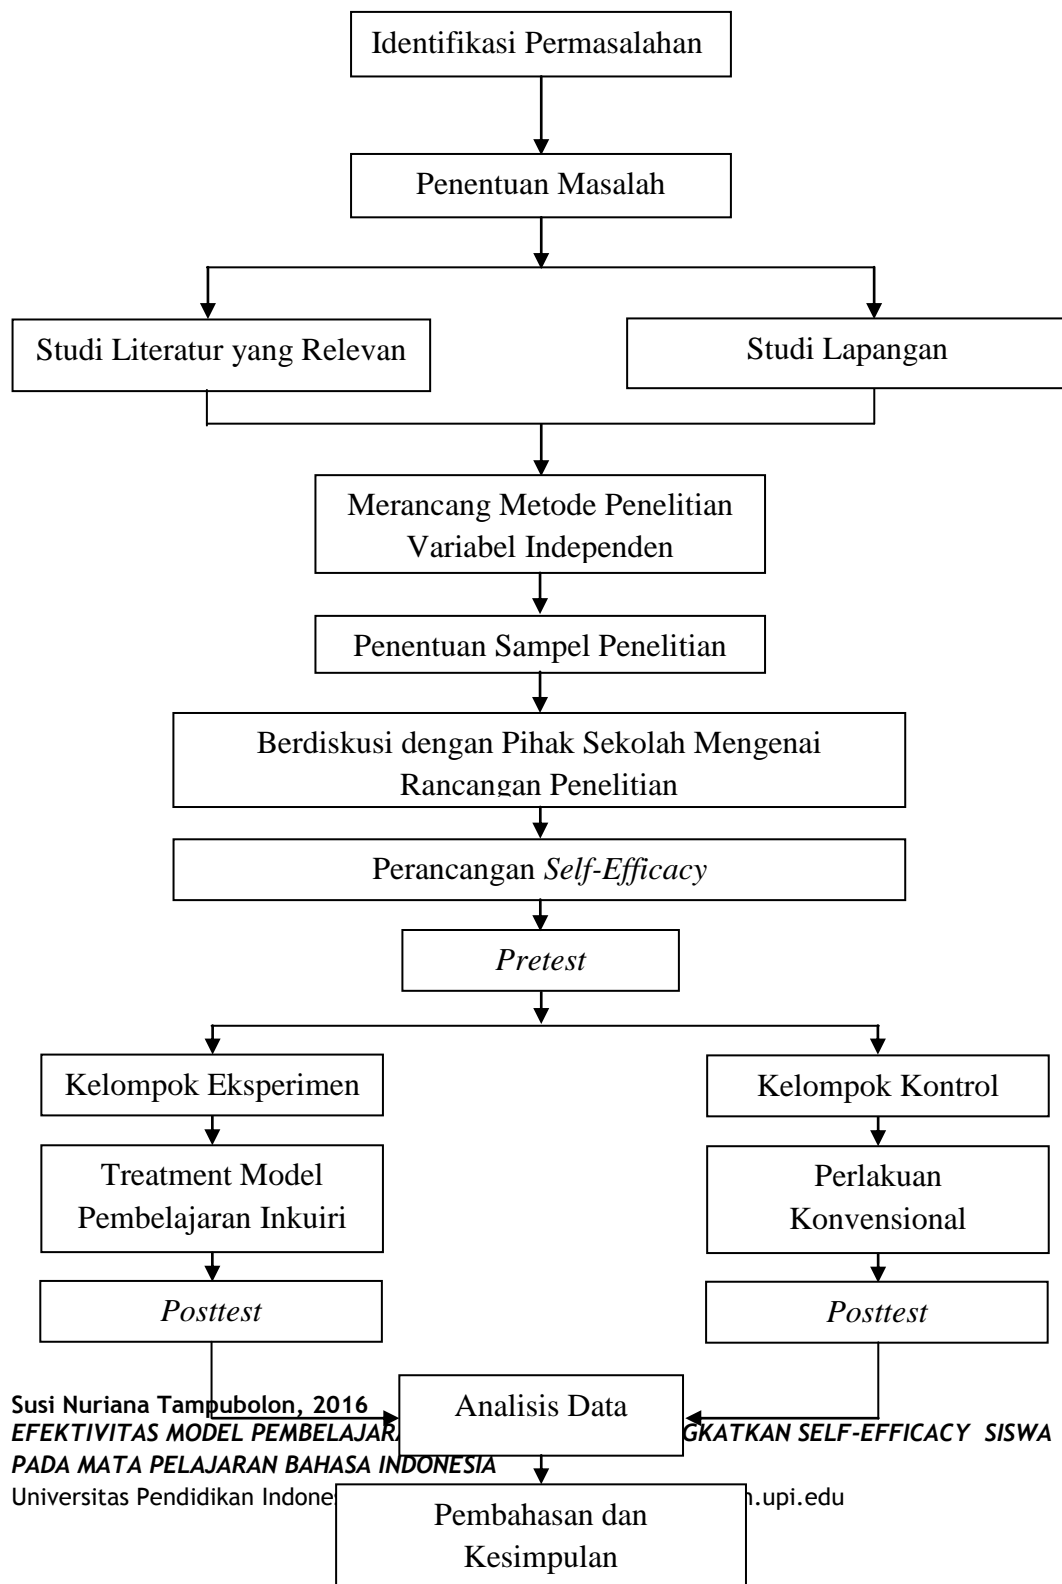 Identifikasi Permasalahan
Penentuan Masalah
Studi Literatur yang Relevan
Studi Lapangan
Merancang Metode Penelitian
Variabel Independen
Penentuan Sampel Penelitian
Berdiskusi dengan Pihak Sekolah Mengenai
Rancangan Penelitian
Perancangan Self-Efficacy
Pretest
Kelompok Eksperimen
Kelompok Kontrol
Treatment Model
Pembelajaran Inkuiri
Perlakuan
Konvensional
Posttest
Posttest
Analisis Data
Susi Nuriana Tampubolon, 2016
EFEKTIVITAS MODEL PEMBELAJARA GKATKAN SELF-EFFICACY SISWA
PADA MATA PELAJARAN BAHASA INDONESIA
Universitas Pendidikan Indones .upi.edu
Pembahasan dan
Kesimpulan